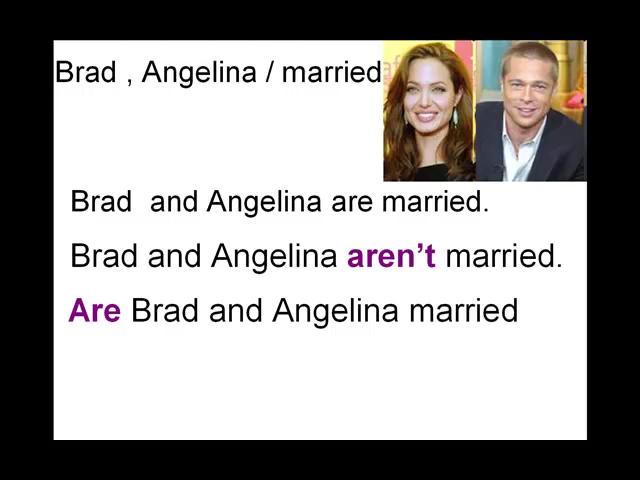 Brad , Angelina / married
Brad and Angelina are married.
Brad and Angelina aren’t married.
Are Brad and Angelina married